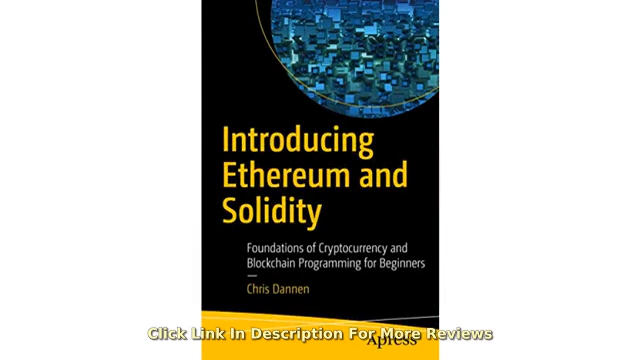 Introducing
Ethereum and
Solidity
Foundations of Cryptocurrency and
Blockchain Programming for Beginners
—
Chris Dannen
Click Link In Description For More Reviews
Apress